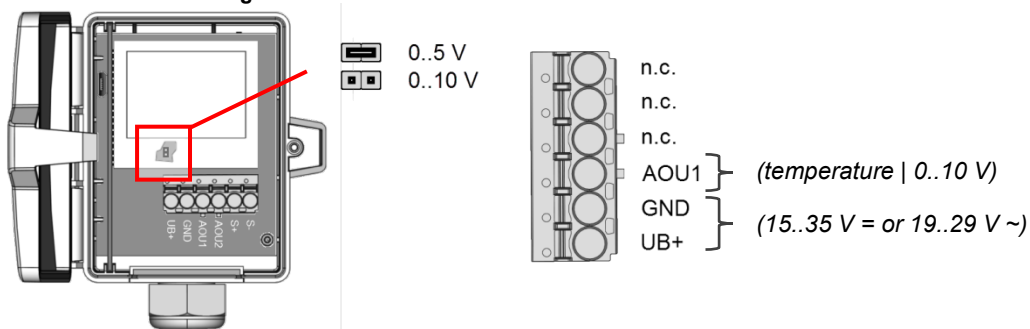 0..5 V
0..10 V
UB+
GND
AOU1
AOU2
S+
S-
n.c.
n.c.
n.c.
AOU1 (temperature | 0..10 V)
GND
(15..35 V = or 19..29 V ~)
UB+